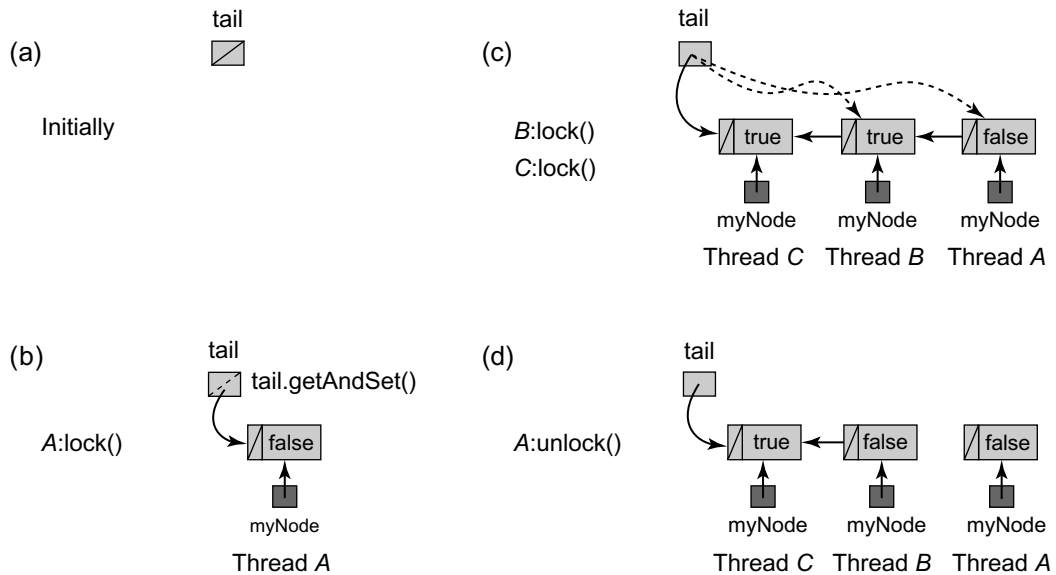 (a)
tail
Initially
(b)
tail
tail.getAndSet()
A:lock()
false
myNode
Thread A
(c)
tail
B:lock()
C:lock()
true
true
false
myNode
myNode
myNode
Thread C
Thread B
Thread A
(d)
tail
A:unlock()
true
false
false
myNode
myNode
myNode
Thread C
Thread B
Thread A